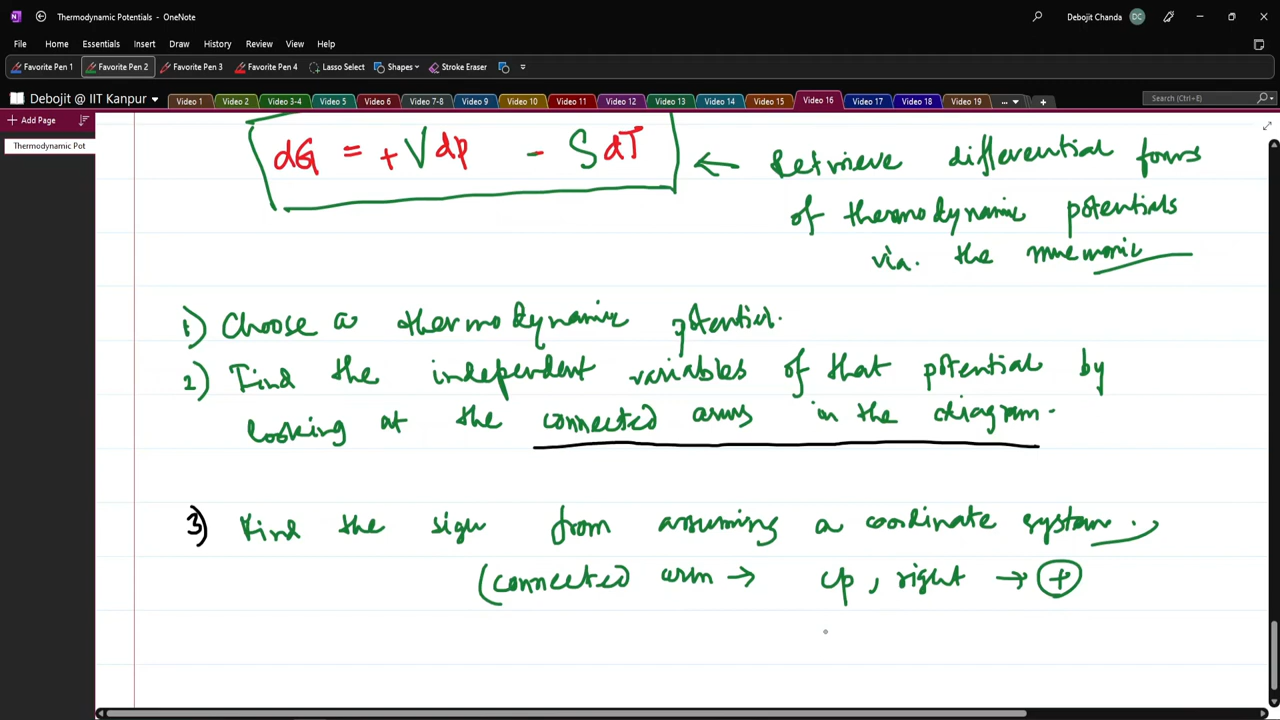 Thermodynamic Potentials - OneNote
Debojit Chanda
DC
File Home Essentials Insert Draw History Review View Help
Favorite Pen 1 Favorite Pen 2 Favorite Pen 3 Favorite Pen 4 Lasso Select Shapes Stroke Eraser
Debojit @ IIT Kanpur Video 1 Video 2 Video 3-4 Video 5 Video 6 Video 7-8 Video 9 Video 10 Video 11 Video 12 Video 13 Video 14 Video 15 Video 16 Video 17 Video 18 Video 19 ... Search (Ctrl+E)
Add Page
Thermodynamic Pot
dG = +Vdp - SdT ← Retrieve differential forms
of thermodynamic potentials
via. the mnemonic
1) Choose a thermodynamic potential.
2) Find the independent variables of that potential by
looking at the connected arms in the diagram.
3) Find the sign from assuming a coordinate system.
(connected arm → up, right → +